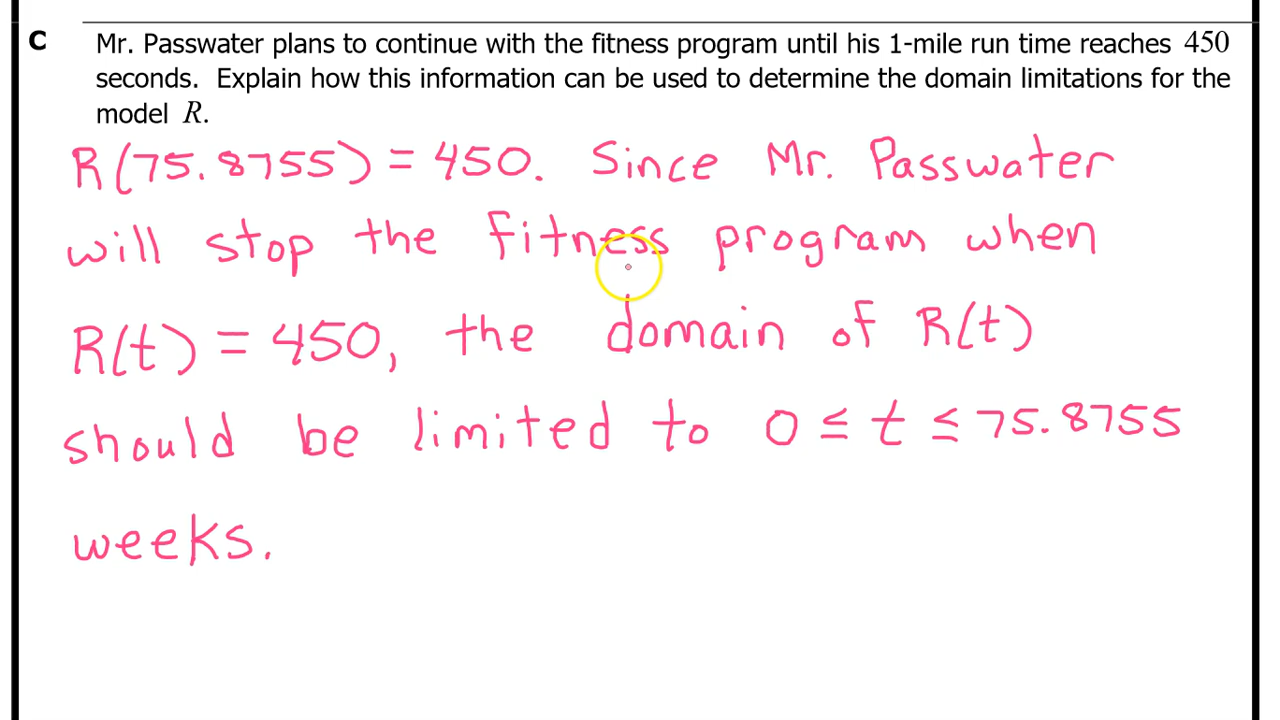 C Mr. Passwater plans to continue with the fitness program until his 1-mile run time reaches 450
seconds. Explain how this information can be used to determine the domain limitations for the
model R.
R(75.8755) = 450. Since Mr. Passwater
will stop the fitness program when
R(t) = 450, the domain of R(t)
should be limited to 0 ≤ t ≤ 75.8755
weeks.